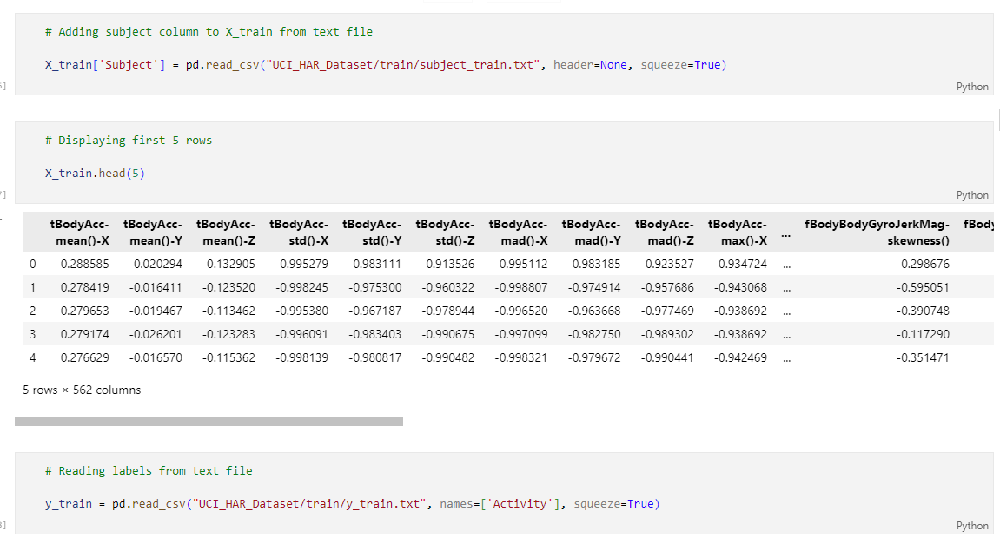 # Adding subject column to X_train from text file
X_train['Subject'] = pd.read_csv("UCI_HAR_Dataset/train/subject_train.txt", header=None, squeeze=True)
Python
# Displaying first 5 rows
X_train.head(5)
Python
tBodyAcc-mean()-X tBodyAcc-mean()-Y tBodyAcc-mean()-Z tBodyAcc-std()-X tBodyAcc-std()-Y tBodyAcc-std()-Z tBodyAcc-mad()-X tBodyAcc-mad()-Y tBodyAcc-mad()-Z tBodyAcc-max()-X ... fBodyBodyGyroJerkMag-skewness() fBody
0 0.288585 -0.020294 -0.132905 -0.995279 -0.983111 -0.913526 -0.995112 -0.983185 -0.923527 -0.934724 ... -0.298676
1 0.278419 -0.016411 -0.123520 -0.998245 -0.975300 -0.960322 -0.998807 -0.974914 -0.957686 -0.943068 ... -0.595051
2 0.279653 -0.019467 -0.113462 -0.995380 -0.967187 -0.978944 -0.996520 -0.963668 -0.977469 -0.938692 ... -0.390748
3 0.279174 -0.026201 -0.123283 -0.996091 -0.983403 -0.990675 -0.997099 -0.982750 -0.989302 -0.938692 ... -0.117290
4 0.276629 -0.016570 -0.115362 -0.998139 -0.980817 -0.990482 -0.998321 -0.979672 -0.990441 -0.942469 ... -0.351471
5 rows × 562 columns
# Reading labels from text file
y_train = pd.read_csv("UCI_HAR_Dataset/train/y_train.txt", names=['Activity'], squeeze=True)
Python